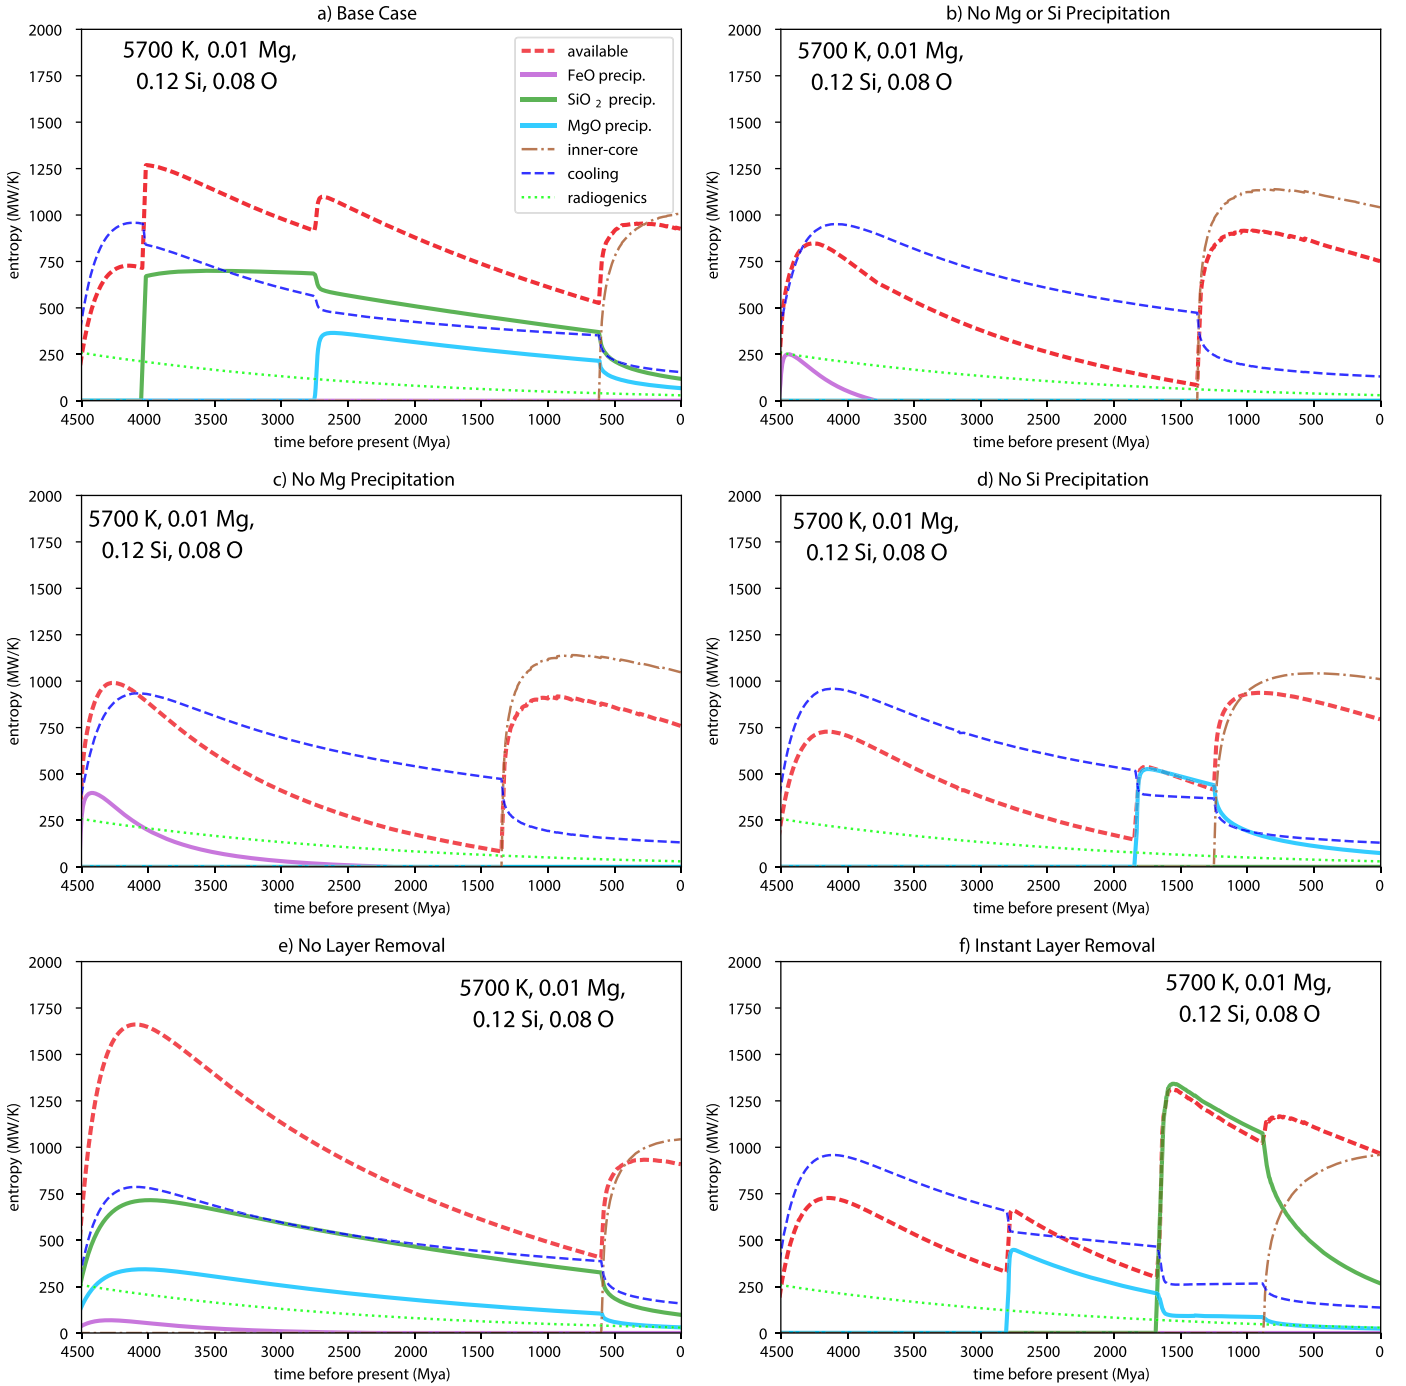 a) Base Case
5700 K, 0.01 Mg,
0.12 Si, 0.08 O
available
FeO precip.
SiO 2 precip.
MgO precip.
inner-core
cooling
radiogenics
entropy (MW/K)
2000
1750
1500
1250
1000
750
500
250
0
4500 4000 3500 3000 2500 2000 1500 1000 500 0
time before present (Mya)
b) No Mg or Si Precipitation
5700 K, 0.01 Mg,
0.12 Si, 0.08 O
entropy (MW/K)
2000
1750
1500
1250
1000
750
500
250
0
4500 4000 3500 3000 2500 2000 1500 1000 500 0
time before present (Mya)
c) No Mg Precipitation
5700 K, 0.01 Mg,
0.12 Si, 0.08 O
entropy (MW/K)
2000
1750
1500
1250
1000
750
500
250
0
4500 4000 3500 3000 2500 2000 1500 1000 500 0
time before present (Mya)
d) No Si Precipitation
5700 K, 0.01 Mg,
0.12 Si, 0.08 O
entropy (MW/K)
2000
1750
1500
1250
1000
750
500
250
0
4500 4000 3500 3000 2500 2000 1500 1000 500 0
time before present (Mya)
e) No Layer Removal
5700 K, 0.01 Mg,
0.12 Si, 0.08 O
entropy (MW/K)
2000
1750
1500
1250
1000
750
500
250
0
4500 4000 3500 3000 2500 2000 1500 1000 500 0
time before present (Mya)
f) Instant Layer Removal
5700 K, 0.01 Mg,
0.12 Si, 0.08 O
entropy (MW/K)
2000
1750
1500
1250
1000
750
500
250
0
4500 4000 3500 3000 2500 2000 1500 1000 500 0
time before present (Mya)